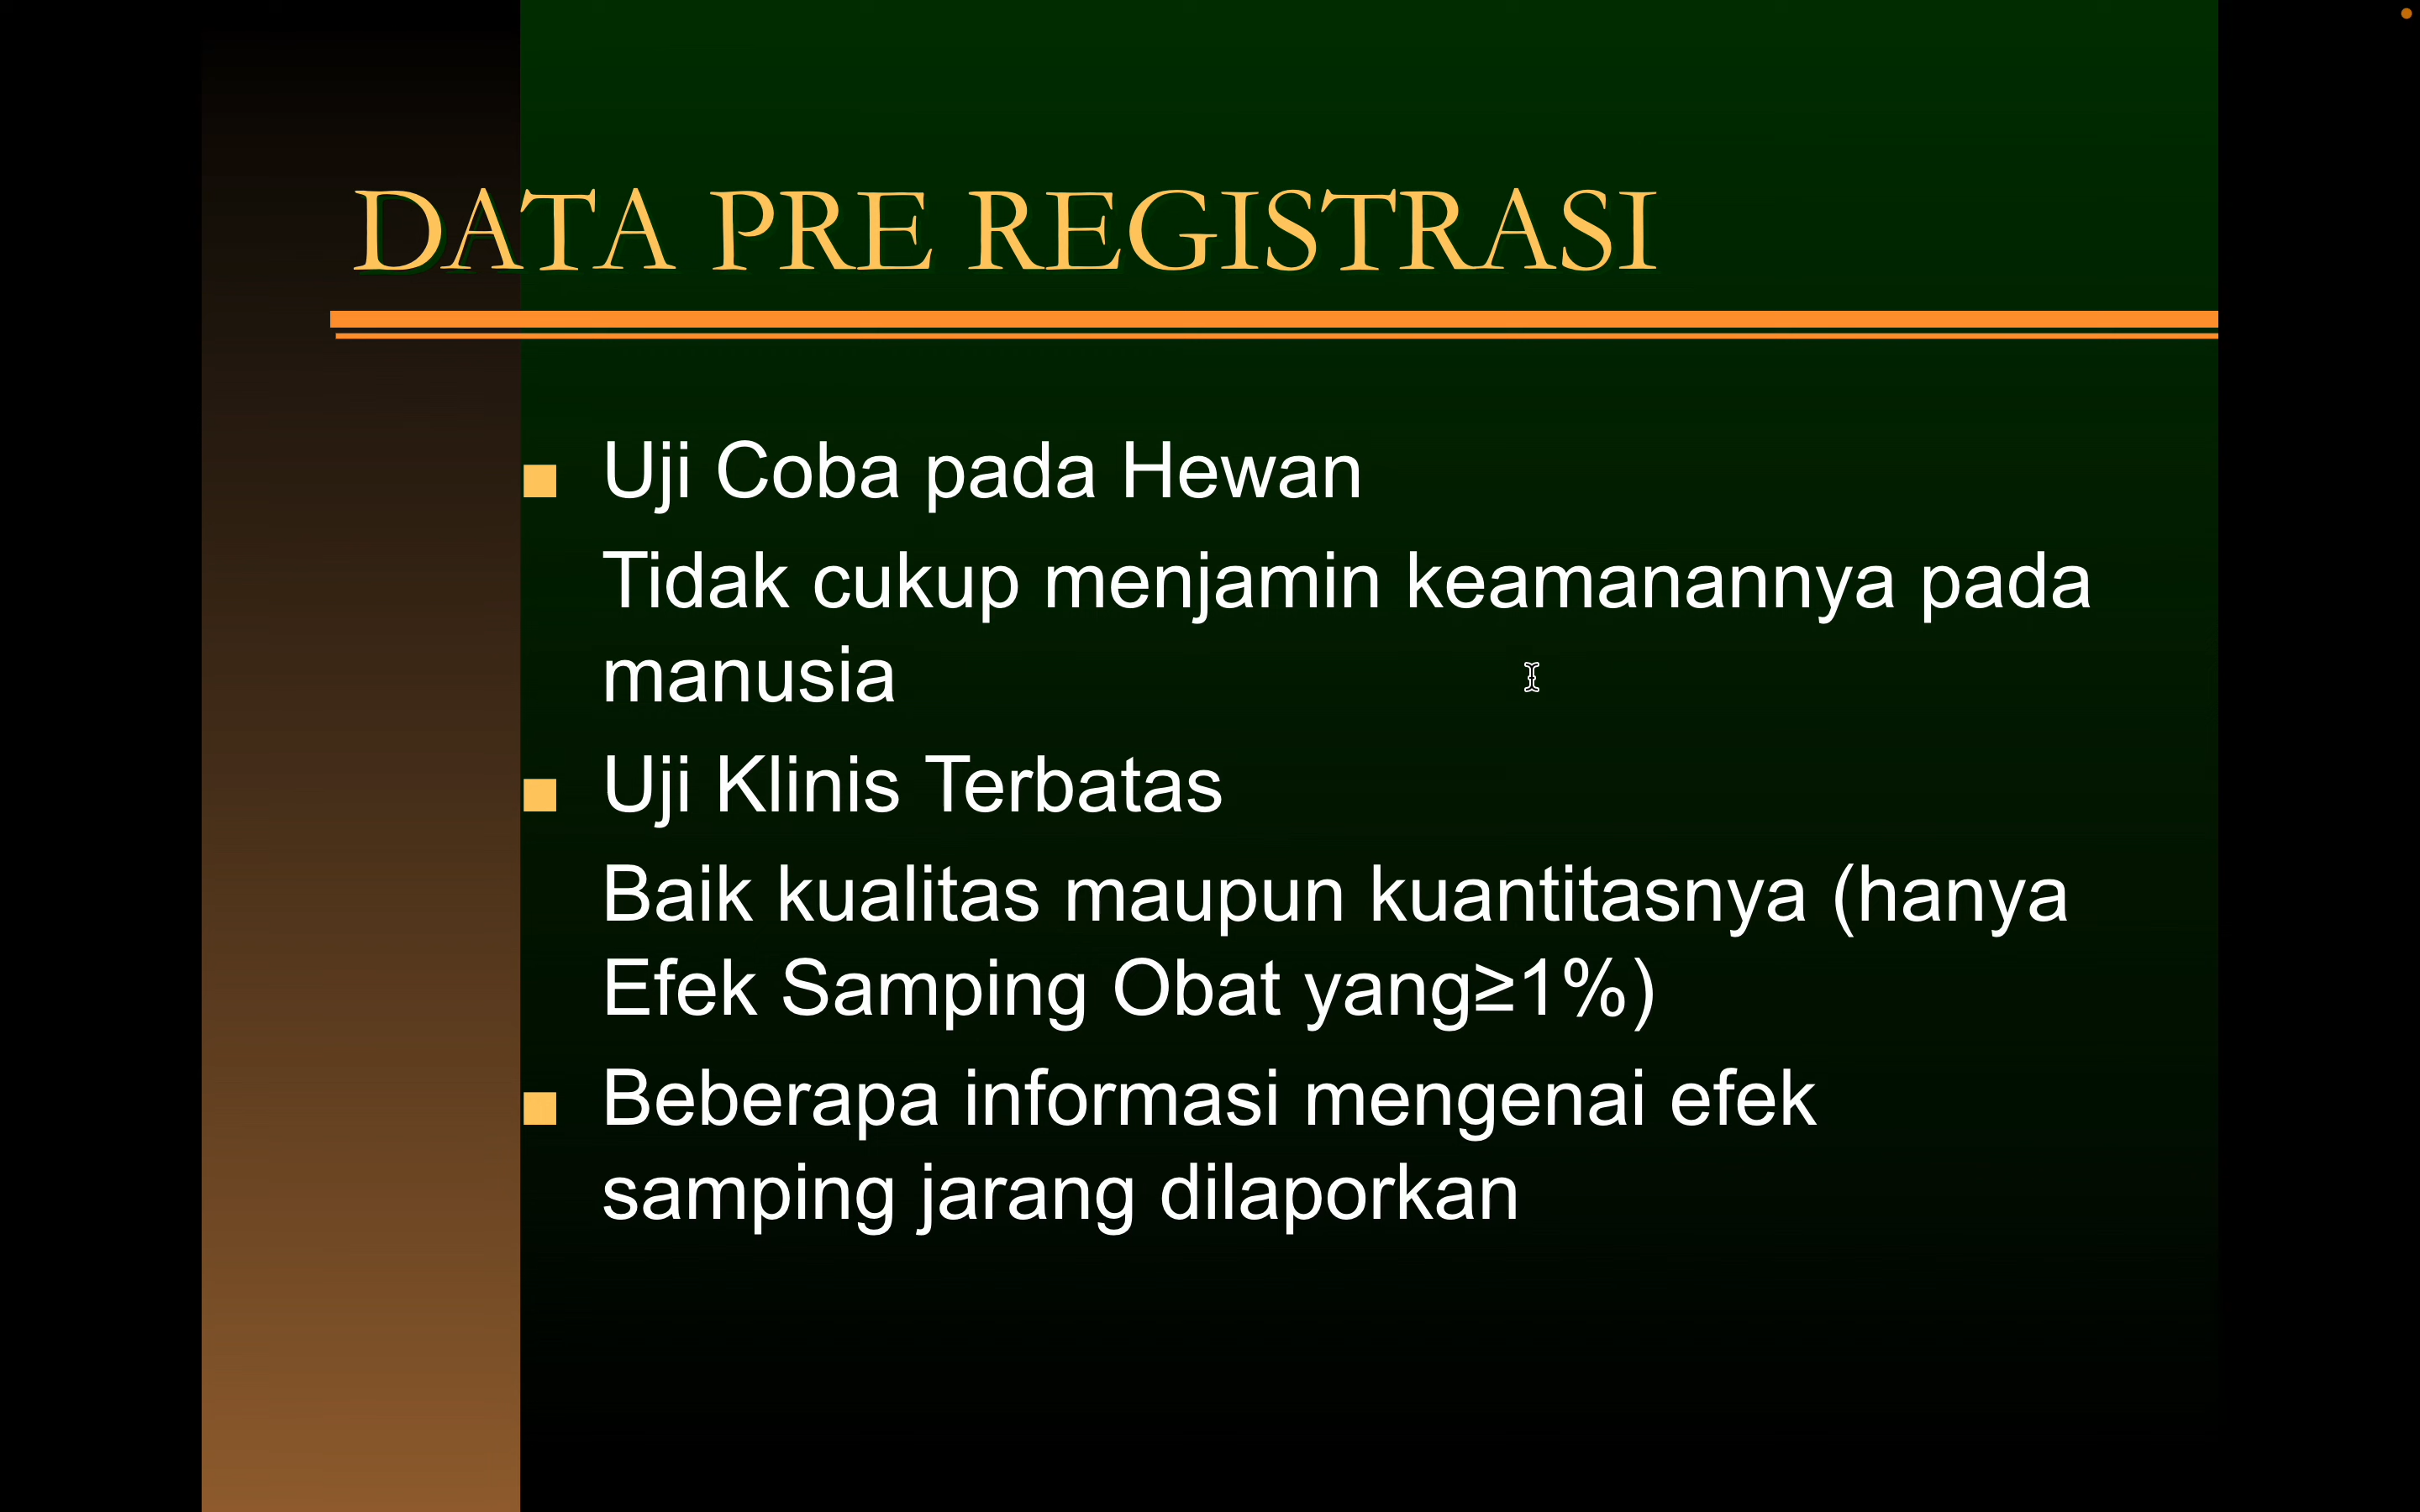 DATA PRE REGISTRASI
Uji Coba pada Hewan
Tidak cukup menjamin keamanannya pada
manusia
Uji Klinis Terbatas
Baik kualitas maupun kuantitasnya (hanya
Efek Samping Obat yang≥1%)
Beberapa informasi mengenai efek
samping jarang dilaporkan